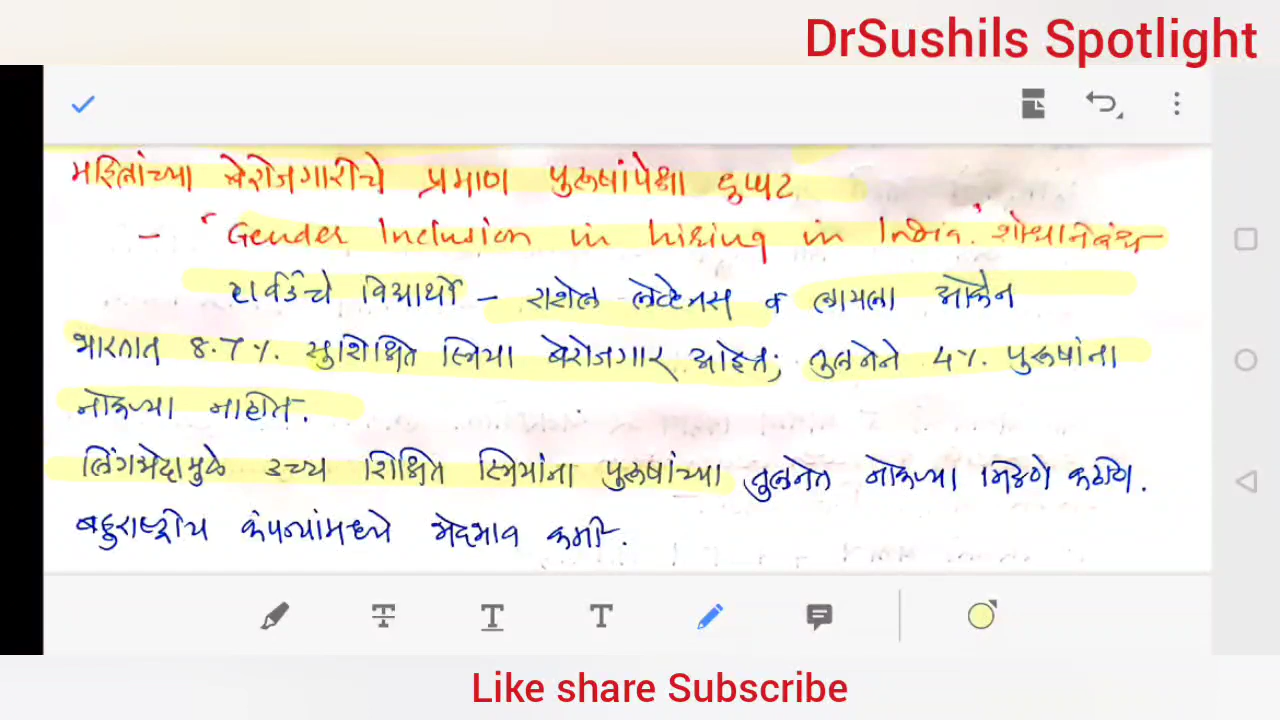 DrSushils Spotlight
महिलांच्या बेरोजगारीचे प्रमाण पुरूषांपेक्षा दुप्पट
- "Gender Inclusion in hiring in India." शोधनिबंध
हार्वर्डचे विद्यार्थी - राशेल लेव्हेनस व लायला ओकेन
भारतात 8.7%. सुशिक्षित स्त्रिया बेरोजगार आहेत; तुलनेने 4%. पुरूषांना
नोकऱ्या नाहीत.
लिंगभेदामुळे उच्च शिक्षित स्त्रियांना पुरूषांच्या तुलनेत नोकऱ्या मिळणे कठीण.
बहुराष्ट्रीय कंपन्यांमध्ये भेदभाव कमी.
Like share Subscribe